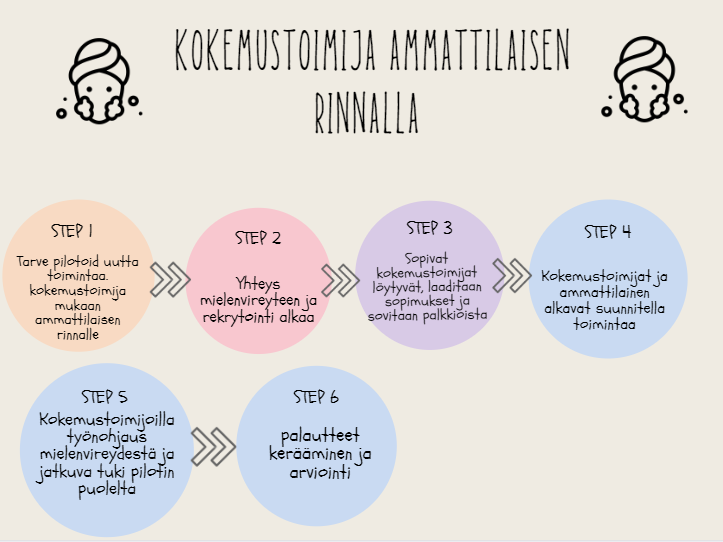 KOKEMUSTOIMIJA AMMATTILAISEN
RINNALLA
STEP 1
Tarve pilotoid uutta
toimintaa.
kokemustoimija
mukaan
ammattilaisen
rinnalle
STEP 2
Yhteys
mielenvireyteen ja
rekrytointi alkaa
STEP 3
Sopivat
kokemustoimijat
löytyvät, laaditaan
sopimukset ja
sovitaan palkkioista
STEP 4
Kokemustoimijat ja
ammattilainen
alkavat suunnitella
toimintaa
STEP 5
Kokemustoimijoilla
työnohjaus
mielenvireydestä ja
jatkuva tuki pilotin
puolelta
STEP 6
palautteet
kerääminen ja
arviointi